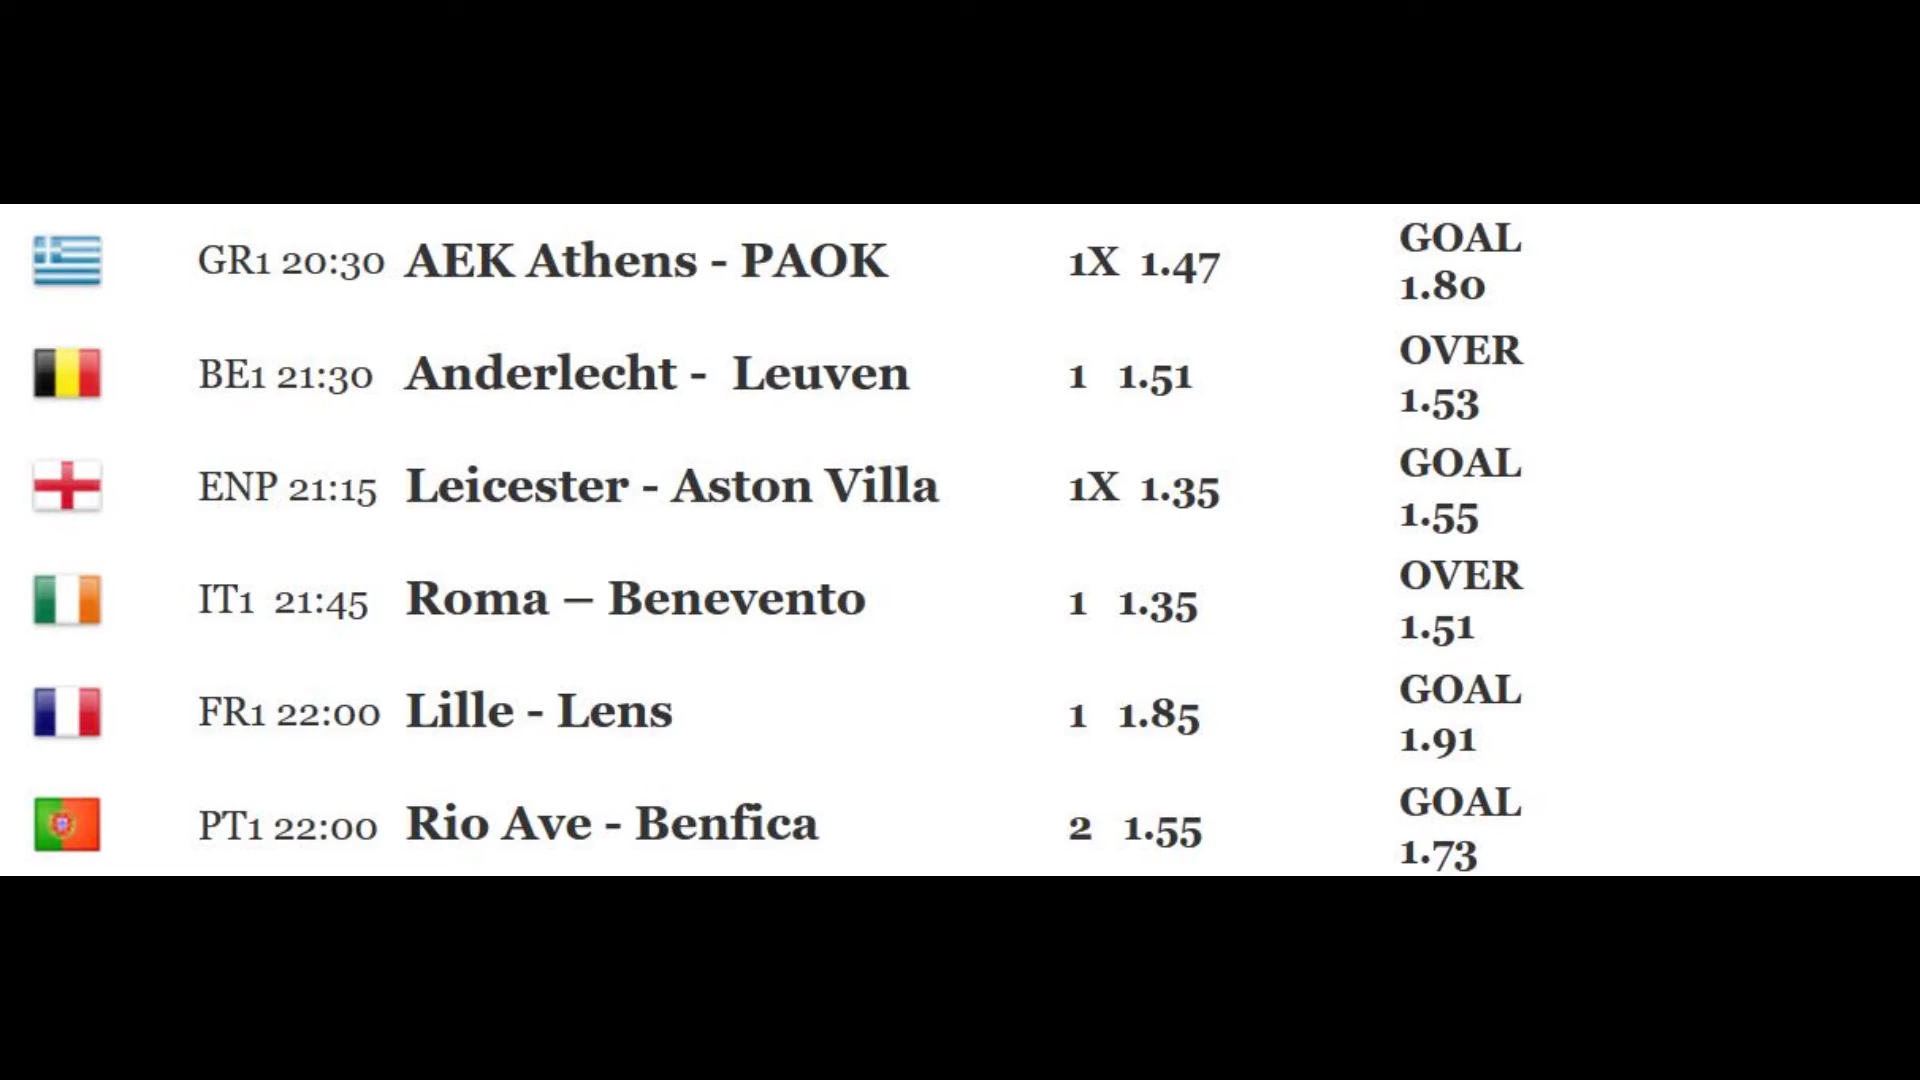 GR1 20:30 AEK Athens - PAOK 1X 1.47 GOAL
1.80
BE1 21:30 Anderlecht - Leuven 1 1.51 OVER
1.53
ENP 21:15 Leicester - Aston Villa 1X 1.35 GOAL
1.55
IT1 21:45 Roma – Benevento 1 1.35 OVER
1.51
FR1 22:00 Lille - Lens 1 1.85 GOAL
1.91
PT1 22:00 Rio Ave - Benfica 2 1.55 GOAL
1.73